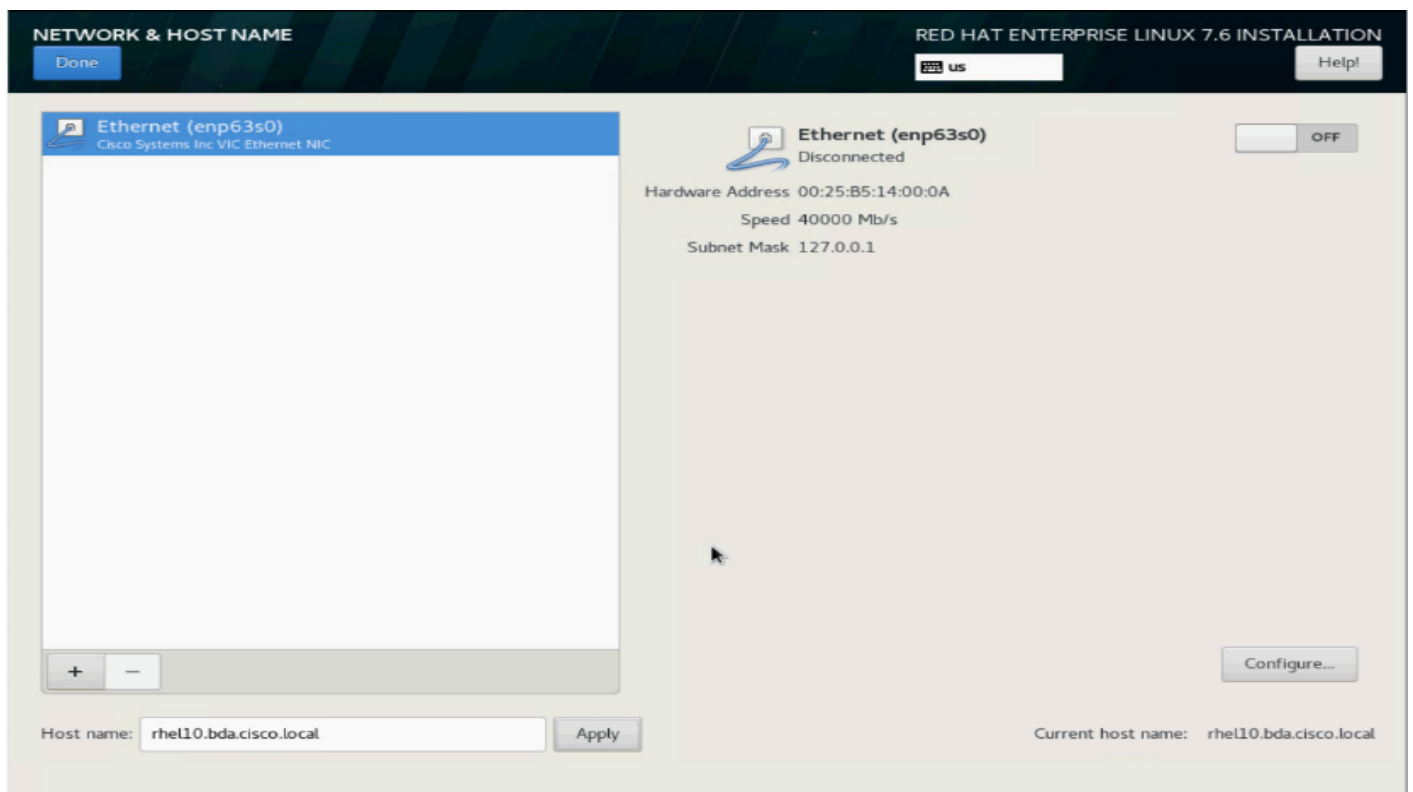 NETWORK & HOST NAME
RED HAT ENTERPRISE LINUX 7.6 INSTALLATION
Done
us
Help!
Ethernet (enp63s0)
Cisco Systems Inc VIC Ethernet NIC
Ethernet (enp63s0)
Disconnected
OFF
Hardware Address 00:25:B5:14:00:0A
Speed 40000 Mb/s
Subnet Mask 127.0.0.1
+ −
Configure...
Host name: rhel10.bda.cisco.local Apply
Current host name: rhel10.bda.cisco.local